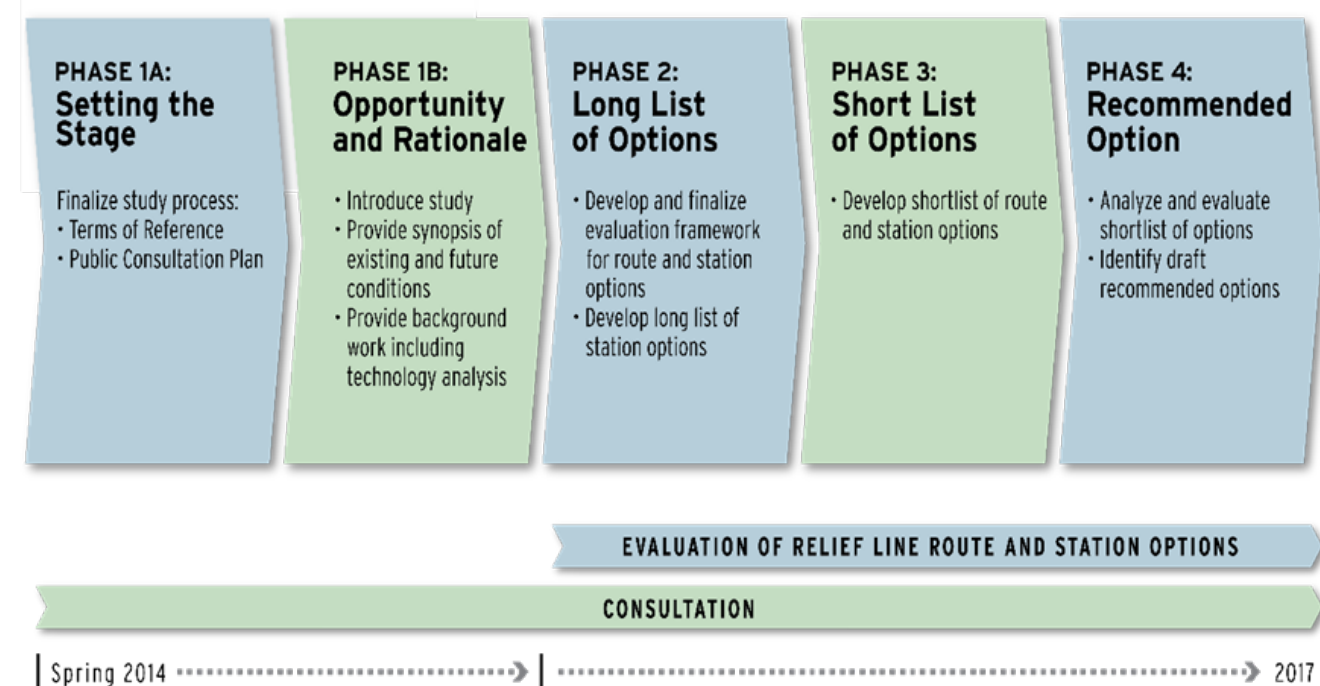 PHASE 1A:
Setting the
Stage
Finalize study process:
• Terms of Reference
• Public Consultation Plan
PHASE 1B:
Opportunity
and Rationale
• Introduce study
• Provide synopsis of
existing and future
conditions
• Provide background
work including
technology analysis
PHASE 2:
Long List
of Options
• Develop and finalize
evaluation framework
for route and station
options
• Develop long list of
station options
PHASE 3:
Short List
of Options
• Develop shortlist of route
and station options
PHASE 4:
Recommended
Option
• Analyze and evaluate
shortlist of options
• Identify draft
recommended options
EVALUATION OF RELIEF LINE ROUTE AND STATION OPTIONS
CONSULTATION
Spring 2014
2017